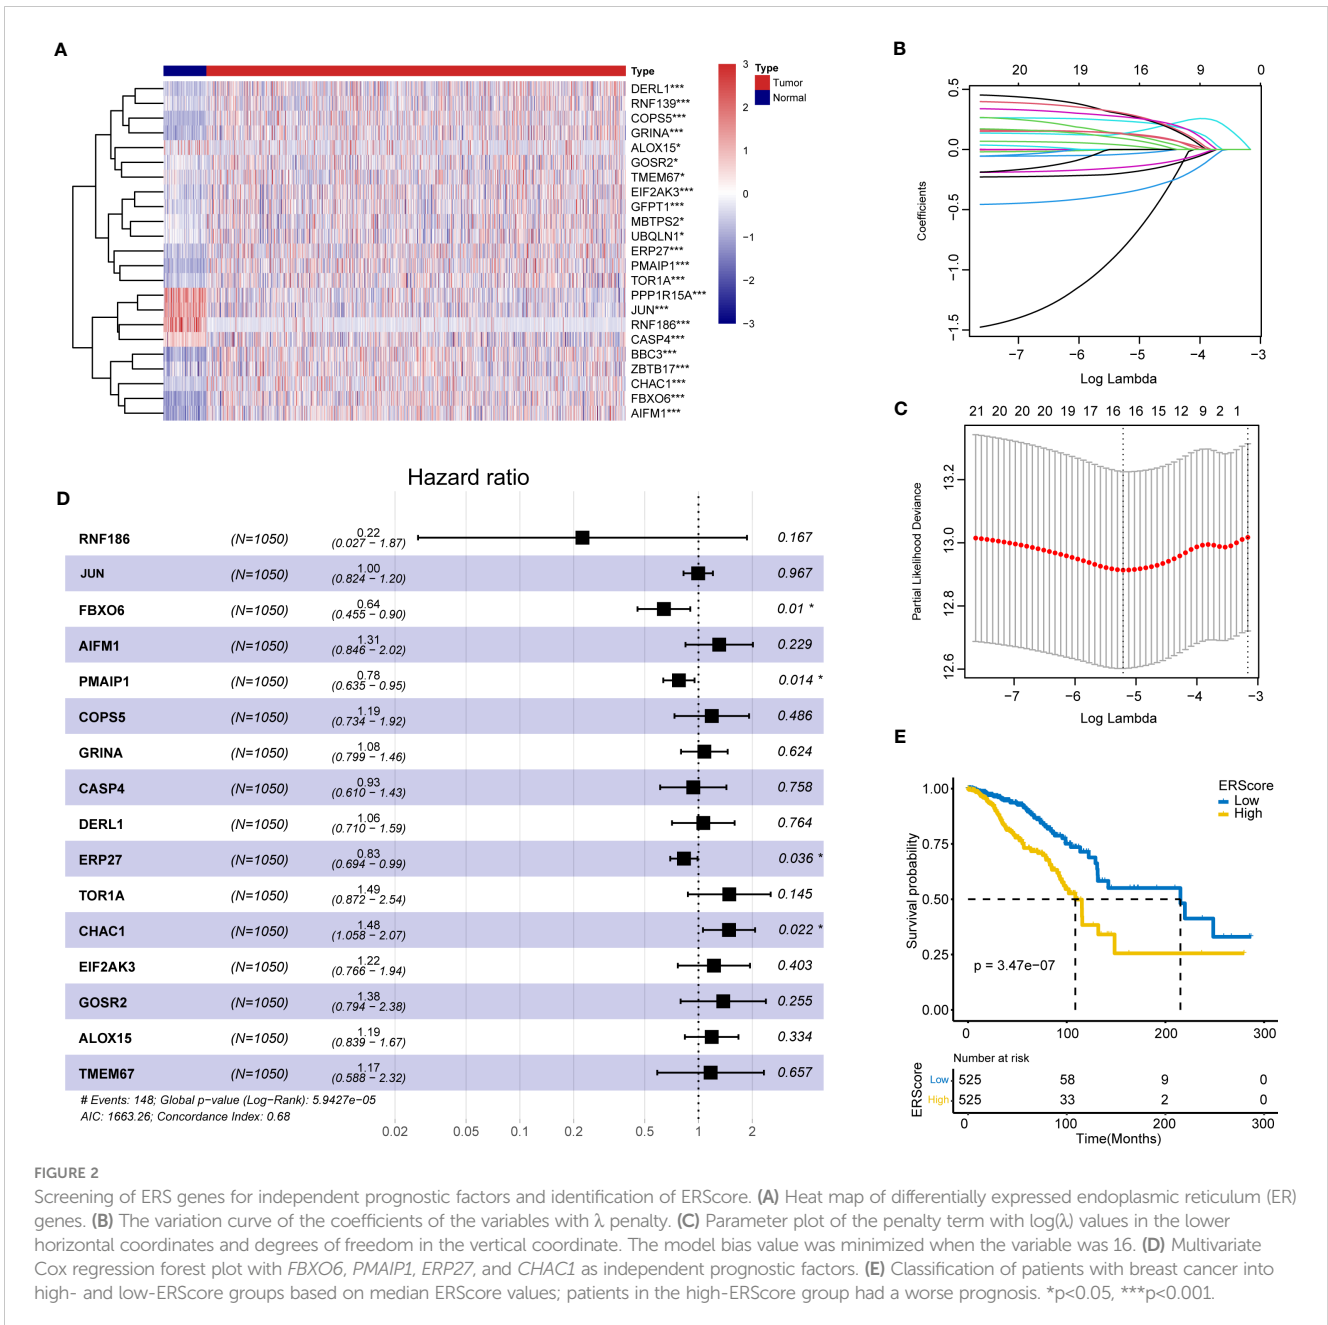 A
Type
DERL1***
RNF139***
COPS5***
GRINA***
ALOX15*
GOSR2*
TMEM67*
EIF2AK3***
GFPT1***
MBTPS2*
UBQLN1*
ERP27***
PMAIP1***
TOR1A***
PPP1R15A***
JUN***
RNF186***
CASP4***
BBC3***
ZBTB17***
CHAC1***
FBXO6***
AIFM1***
3
2
1
0
−1
−2
−3
Type
Tumor
Normal
B
20 19 16 9 0
0.5
0.0
−0.5
−1.0
−1.5
Coefficients
−7 −6 −5 −4 −3
Log Lambda
C
21 20 20 20 19 17 16 16 15 12 9 2 1
13.2
13.0
12.8
12.6
Partial Likelihood Deviance
−7 −6 −5 −4 −3
Log Lambda
D
Hazard ratio
RNF186 (N=1050) 0.22 (0.027 − 1.87) 0.167
JUN (N=1050) 1.00 (0.824 − 1.20) 0.967
FBXO6 (N=1050) 0.64 (0.455 − 0.90) 0.01 *
AIFM1 (N=1050) 1.31 (0.846 − 2.02) 0.229
PMAIP1 (N=1050) 0.78 (0.635 − 0.95) 0.014 *
COPS5 (N=1050) 1.19 (0.734 − 1.92) 0.486
GRINA (N=1050) 1.08 (0.799 − 1.46) 0.624
CASP4 (N=1050) 0.93 (0.610 − 1.43) 0.758
DERL1 (N=1050) 1.06 (0.710 − 1.59) 0.764
ERP27 (N=1050) 0.83 (0.694 − 0.99) 0.036 *
TOR1A (N=1050) 1.49 (0.872 − 2.54) 0.145
CHAC1 (N=1050) 1.48 (1.058 − 2.07) 0.022 *
EIF2AK3 (N=1050) 1.22 (0.766 − 1.94) 0.403
GOSR2 (N=1050) 1.38 (0.794 − 2.38) 0.255
ALOX15 (N=1050) 1.19 (0.839 − 1.67) 0.334
TMEM67 (N=1050) 1.17 (0.588 − 2.32) 0.657
# Events: 148; Global p−value (Log−Rank): 5.9427e−05
AIC: 1663.26; Concordance Index: 0.68
0.02 0.05 0.1 0.2 0.5 1 2
E
ERScore
Low
High
1.00
0.75
0.50
0.25
0.00
Survival probability
p = 3.47e−07
0 100 200 300
Number at risk
ERScore
Low 525 58 9 0
High 525 33 2 0
0 100 200 300
Time(Months)
FIGURE 2
Screening of ERS genes for independent prognostic factors and identification of ERScore. (A) Heat map of differentially expressed endoplasmic reticulum (ER)
genes. (B) The variation curve of the coefficients of the variables with λ penalty. (C) Parameter plot of the penalty term with log(λ) values in the lower
horizontal coordinates and degrees of freedom in the vertical coordinate. The model bias value was minimized when the variable was 16. (D) Multivariate
Cox regression forest plot with FBXO6, PMAIP1, ERP27, and CHAC1 as independent prognostic factors. (E) Classification of patients with breast cancer into
high- and low-ERScore groups based on median ERScore values; patients in the high-ERScore group had a worse prognosis. *p<0.05, ***p<0.001.